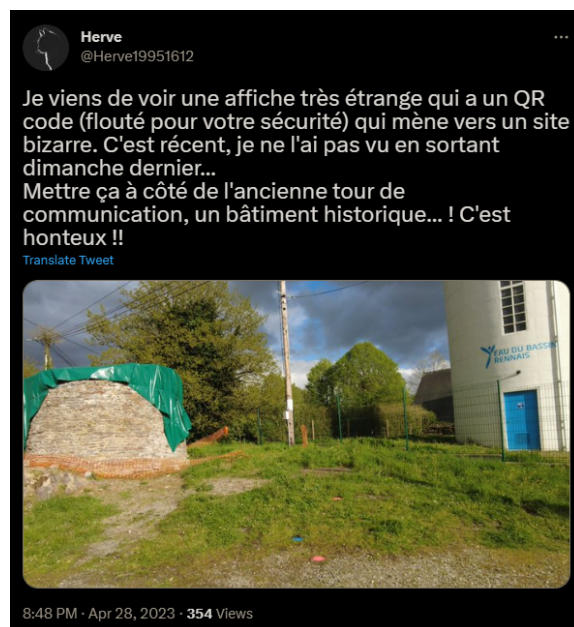 Herve
@Herve19951612
Je viens de voir une affiche très étrange qui a un QR
code (flouté pour votre sécurité) qui mène vers un site
bizarre. C'est récent, je ne l'ai pas vu en sortant
dimanche dernier...
Mettre ça à côté de l'ancienne tour de
communication, un bâtiment historique... ! C'est
honteux !!
Translate Tweet
EAU DU BASSIN
RENNAIS
8:48 PM · Apr 28, 2023 · 354 Views